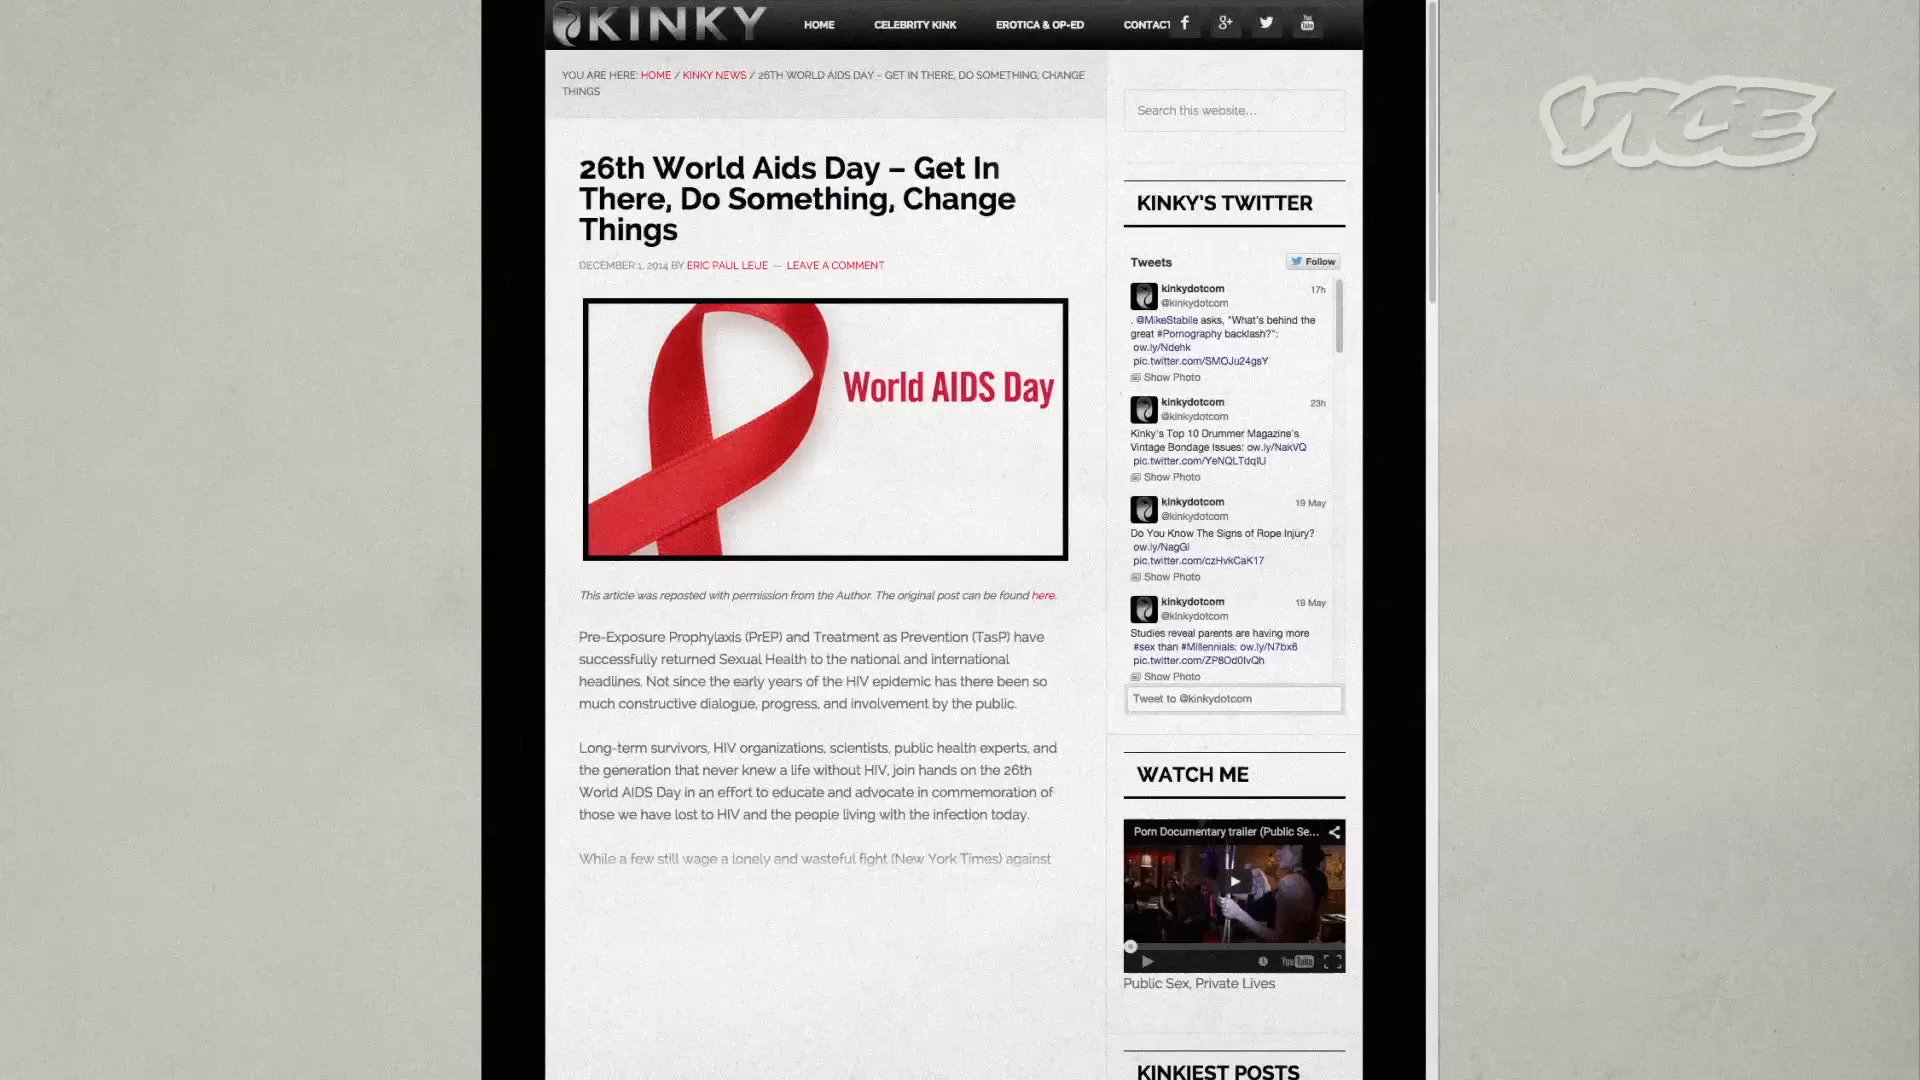 KINKY
HOME
CELEBRITY KINK
EROTICA & OP-ED
CONTACT
YOU ARE HERE: HOME / KINKY NEWS / 26TH WORLD AIDS DAY – GET IN THERE, DO SOMETHING, CHANGE
THINGS
VICE
Search this website...
26th World Aids Day – Get In
There, Do Something, Change
Things
DECEMBER 1, 2014 BY ERIC PAUL LEUE — LEAVE A COMMENT
World AIDS Day
This article was reposted with permission from the Author. The original post can be found here.
Pre-Exposure Prophylaxis (PrEP) and Treatment as Prevention (TasP) have
successfully returned Sexual Health to the national and international
headlines. Not since the early years of the HIV epidemic has there been so
much constructive dialogue, progress, and involvement by the public.
Long-term survivors, HIV organizations, scientists, public health experts, and
the generation that never knew a life without HIV, join hands on the 26th
World AIDS Day in an effort to educate and advocate in commemoration of
those we have lost to HIV and the people living with the infection today.
While a few still wage a lonely and wasteful fight (New York Times) against
KINKY'S TWITTER
Tweets
Follow
kinkydotcom 17h
@kinkydotcom
. @MikeStabile asks, "What's behind the
great #Pornography backlash?":
ow.ly/Ndehk
pic.twitter.com/SMOJu24gsY
Show Photo
kinkydotcom 23h
@kinkydotcom
Kinky's Top 10 Drummer Magazine's
Vintage Bondage Issues: ow.ly/NakVQ
pic.twitter.com/YeNQLTdqIU
Show Photo
kinkydotcom 19 May
@kinkydotcom
Do You Know The Signs of Rope Injury?
ow.ly/NagGl
pic.twitter.com/czHvkCaK17
Show Photo
kinkydotcom 19 May
@kinkydotcom
Studies reveal parents are having more
#sex than #Millennials: ow.ly/N7bx6
pic.twitter.com/ZP8Od0IvQh
Show Photo
Tweet to @kinkydotcom
WATCH ME
Porn Documentary trailer (Public Se...
YouTube
Public Sex, Private Lives
KINKIEST POSTS